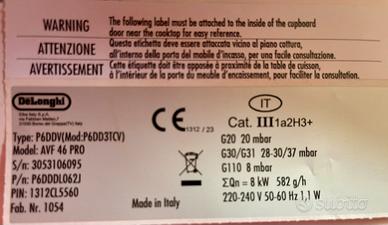 WARNING
The following label must be attached to the inside of the cupboard
door near the cooktop for easy reference.
ATTENZIONE
Questa etichetta deve essere attaccata vicino al piano cottura,
all'interno della porta del mobile d'incasso, per una facile consultazione.
AVERTISSEMENT
Cette étiquette doit être apposée à proximité de la table de cuisson,
à l'intérieur de la porte du meuble d'encaissement, pour faciliter la consultation.
DeLonghi
Type: P6DDV(Mod:P6DD3TCV)
Model: AVF 46 PRO
S/N: 3053106095
P/N: P6DDDL062J
PIN: 1312CL5560
Fab. Nr. 1054
CE
1312 / 23
Made in Italy
IT
Cat. III1a2H3+
G20 20 mbar
G30/G31 28-30/37 mbar
G110 8 mbar
ΣQn = 8 kW 582 g/h
220-240 V 50-60 Hz 1,1 W
subito